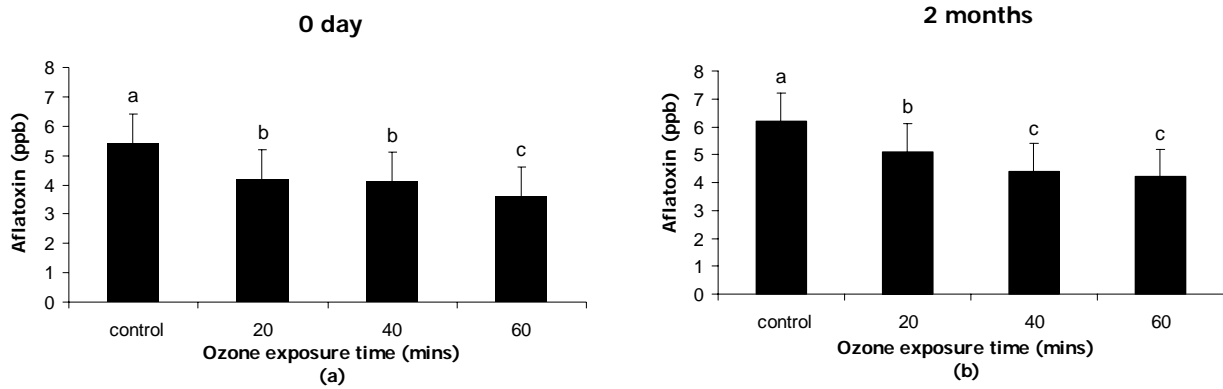 0 day
8
7
6
5
4
3
2
1
0
Aflatoxin (ppb)
a
b
b
c
control 20 40 60
Ozone exposure time (mins)
(a)
2 months
8
7
6
5
4
3
2
1
0
Aflatoxin (ppb)
a
b
c
c
control 20 40 60
Ozone exposure time (mins)
(b)